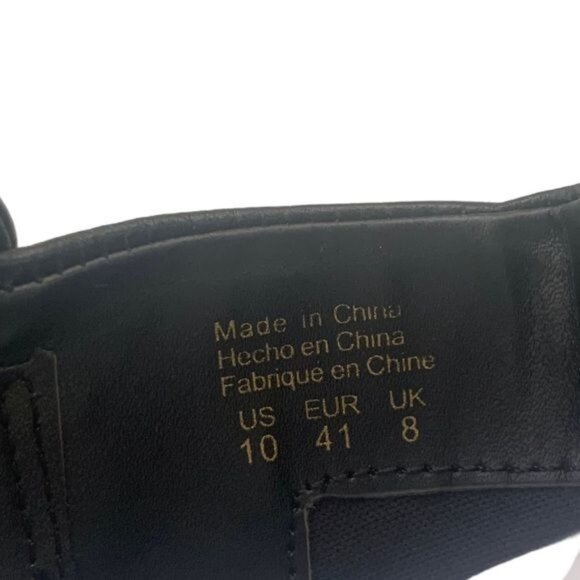 Made in China
Hecho en China
Fabrique en Chine
US EUR UK
10 41 8